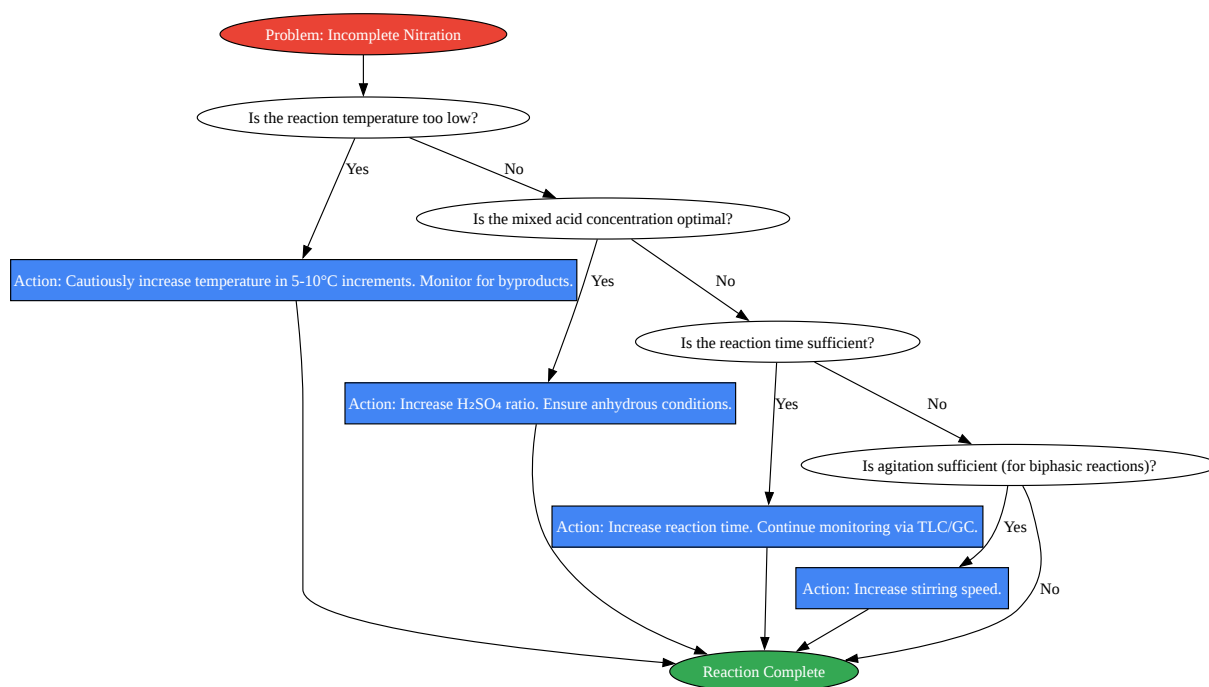 Problem: Incomplete Nitration
Is the reaction temperature too low?
Yes
No
Is the mixed acid concentration optimal?
Action: Cautiously increase temperature in 5-10°C increments. Monitor for byproducts.
Yes
No
Is the reaction time sufficient?
Action: Increase H₂SO₄ ratio. Ensure anhydrous conditions.
Yes
No
Is agitation sufficient (for biphasic reactions)?
Action: Increase reaction time. Continue monitoring via TLC/GC.
Yes
Action: Increase stirring speed.
No
Reaction Complete